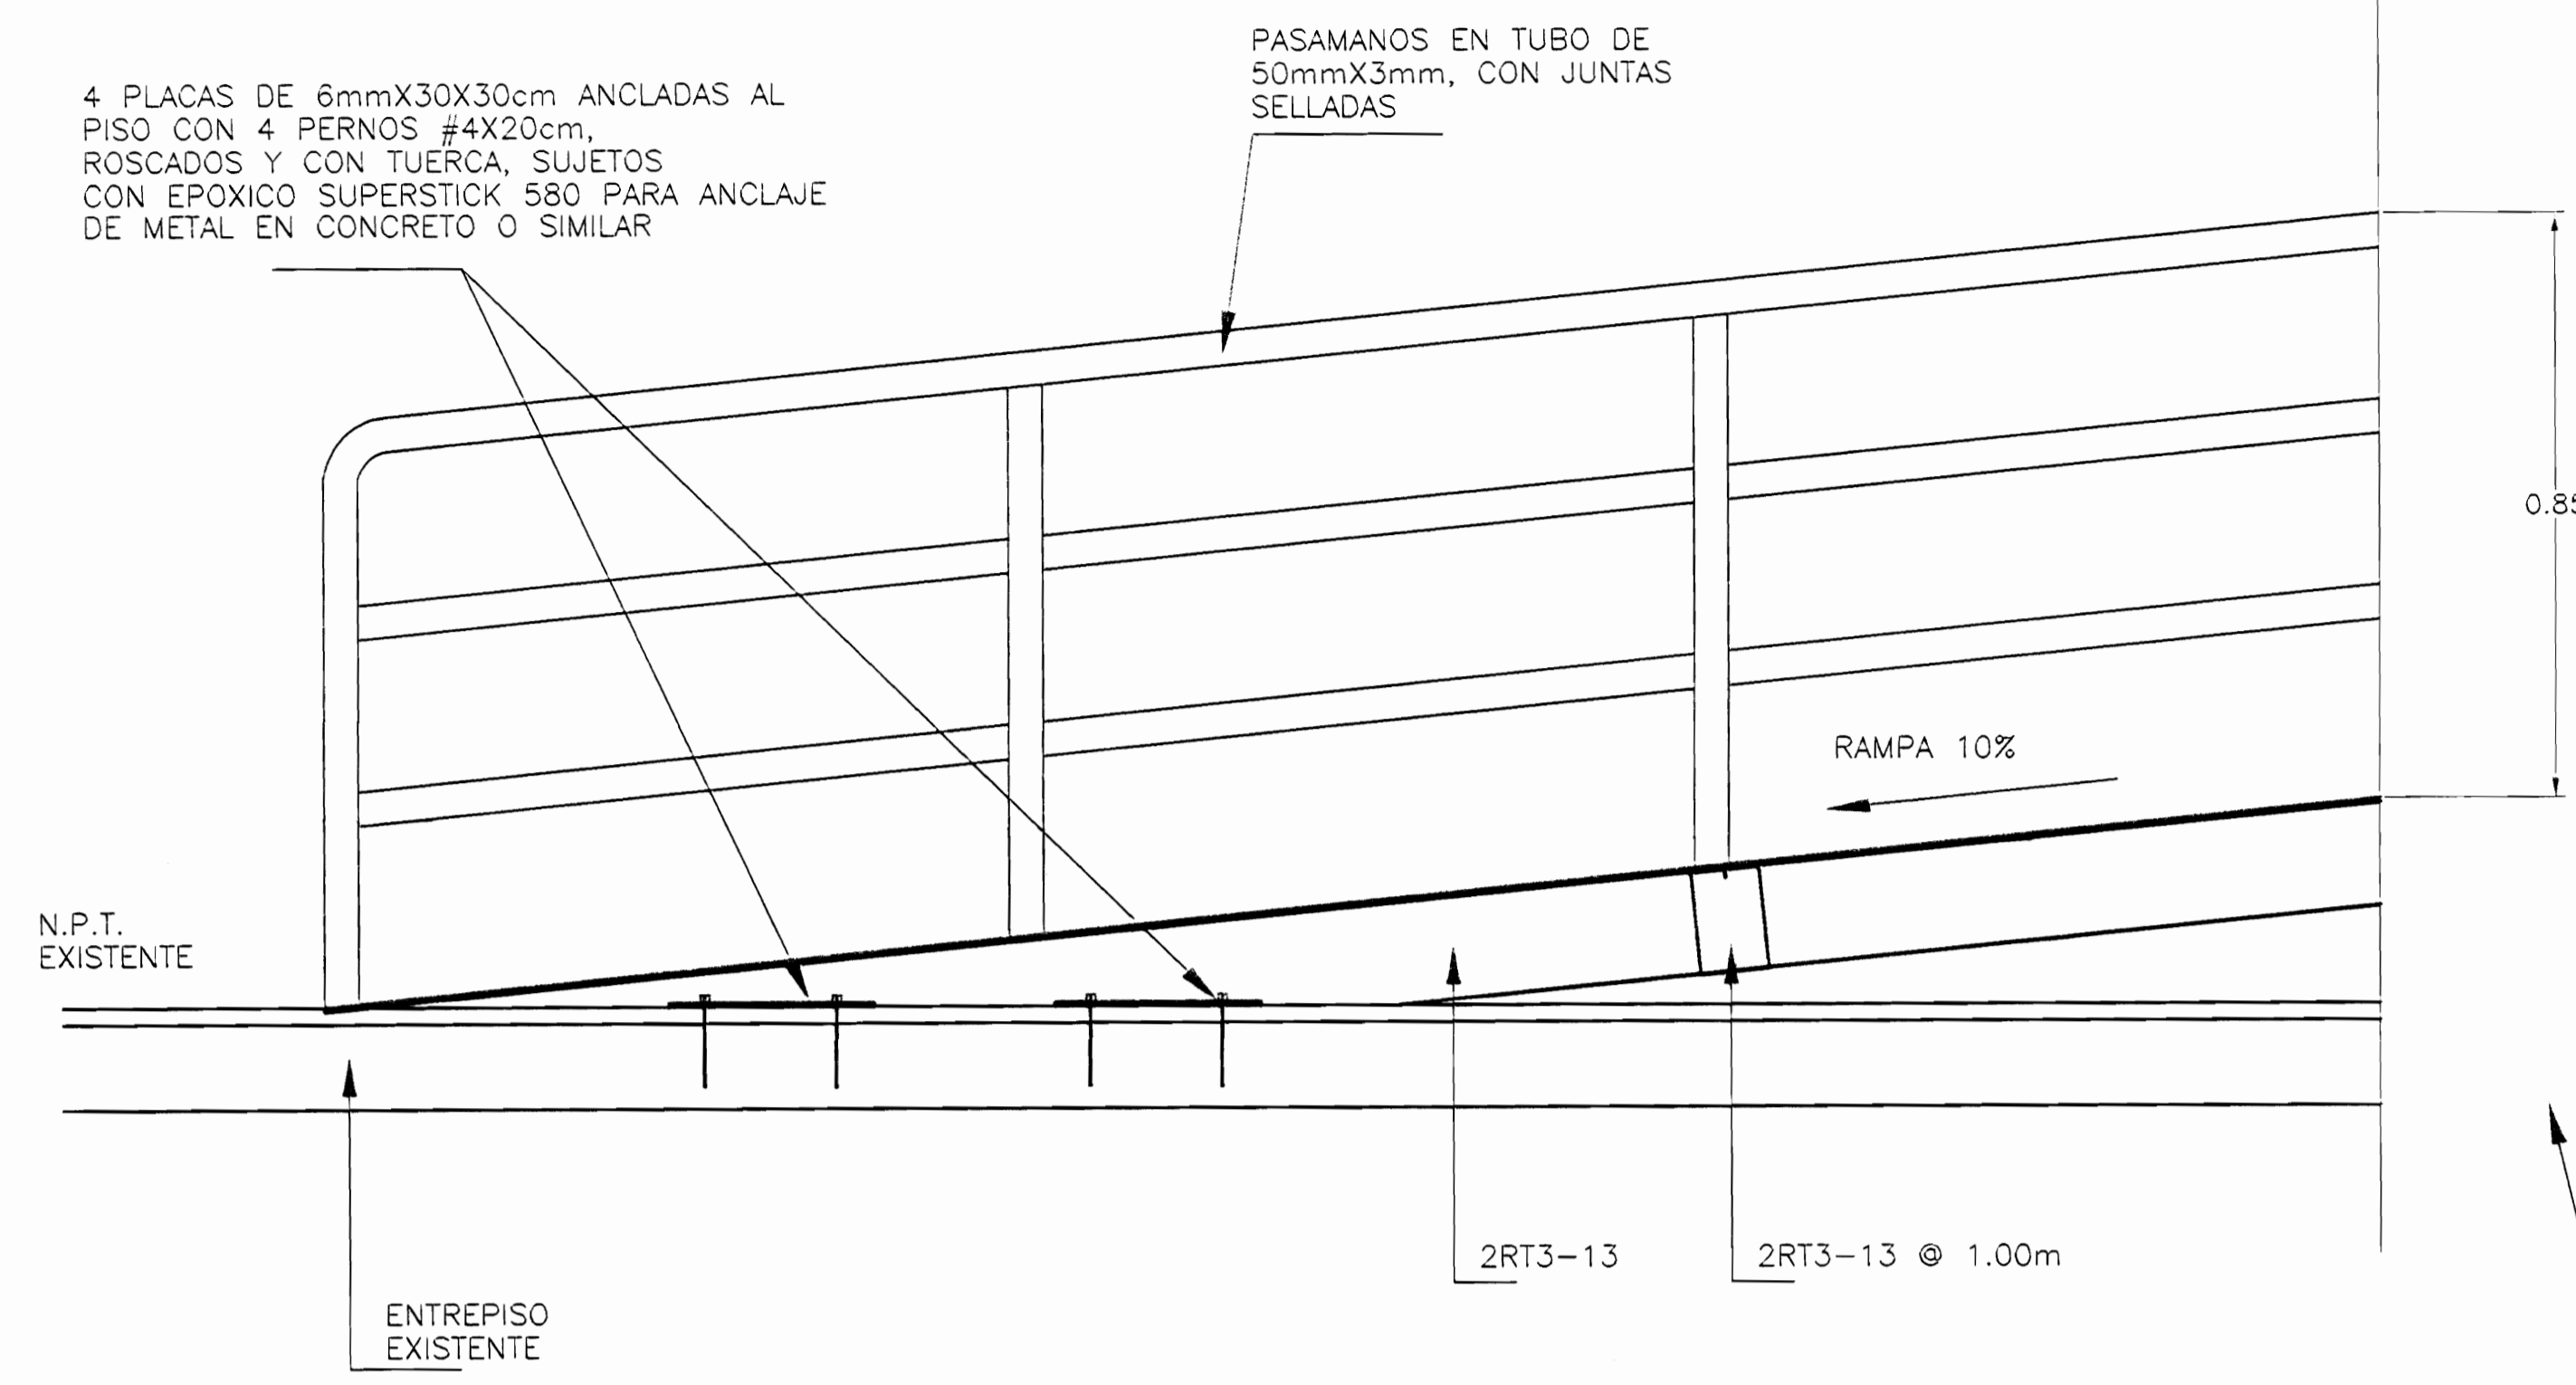 PASAMANOS EN TUBO DE
50mmX3mm, CON JUNTAS
SELLADAS
4 PLACAS DE 6mmX30X30cm ANCLADAS AL
PISO CON 4 PERNOS #4X20cm,
ROSCADOS Y CON TUERCA, SUJETOS
CON EPOXICO SUPERSTICK 580 PARA ANCLAJE
DE METAL EN CONCRETO O SIMILAR
0.85
RAMPA 10%
N.P.T.
EXISTENTE
2RT3-13
2RT3-13 @ 1.00m
ENTREPISO
EXISTENTE